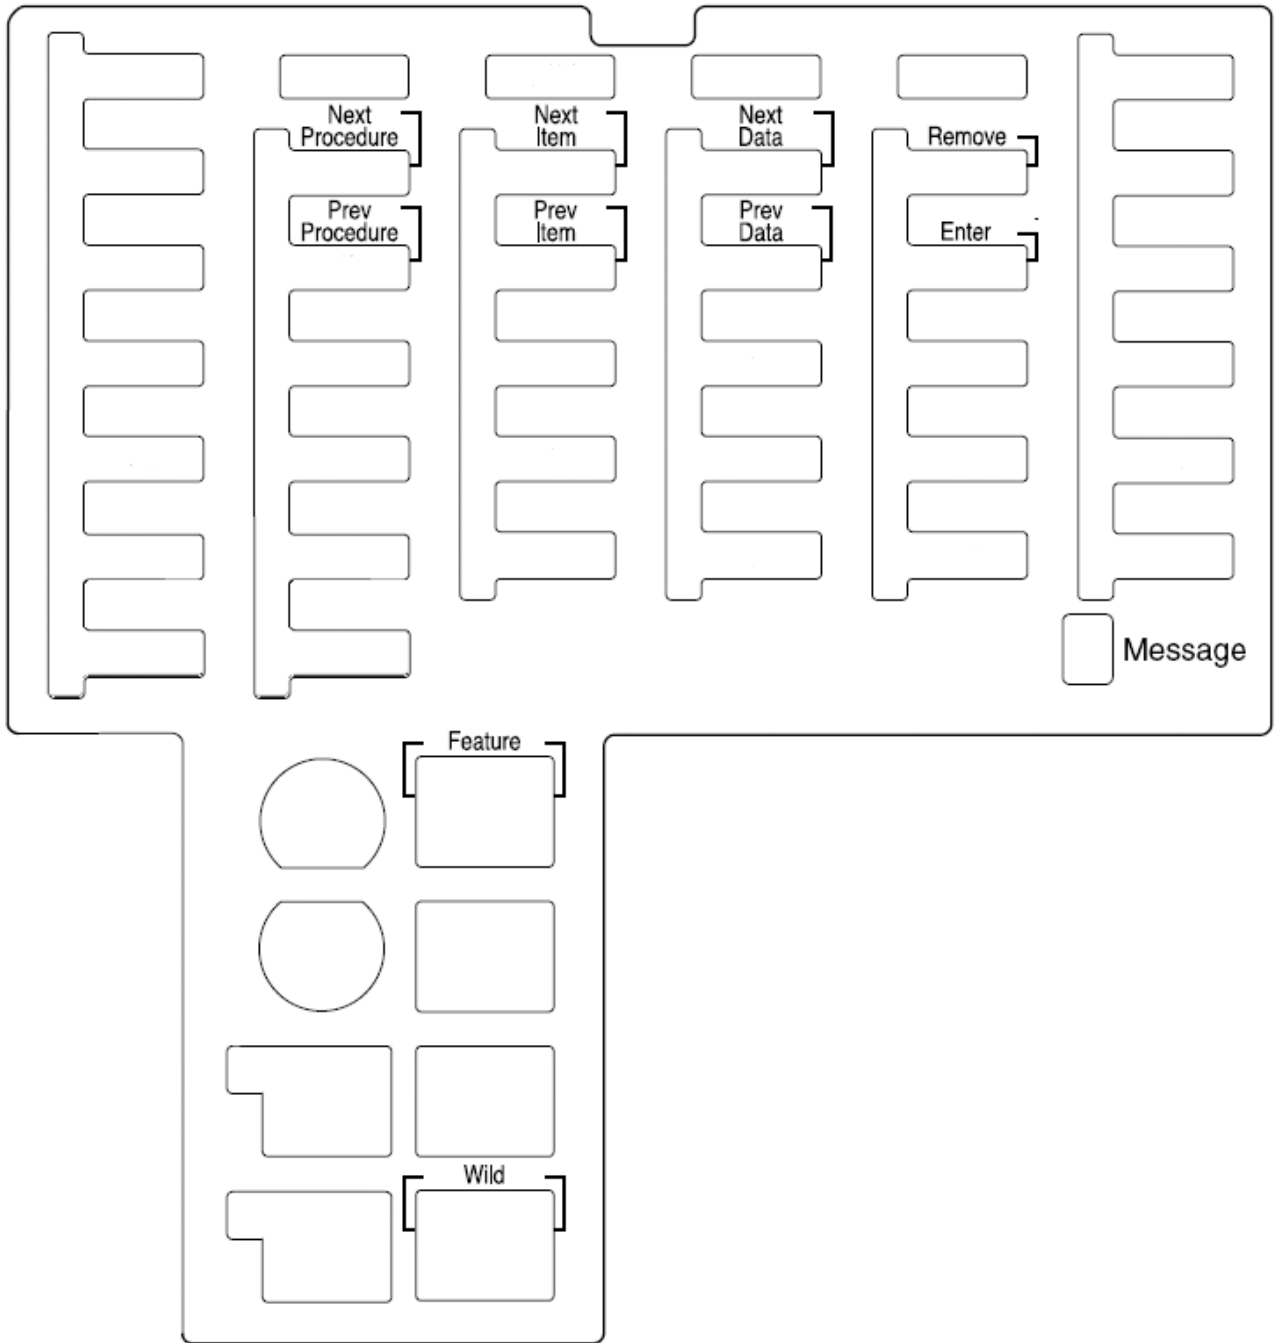 Next
Procedure
Next
Item
Next
Data
Remove
Prev
Procedure
Prev
Item
Prev
Data
Enter
Message
Feature
Wild